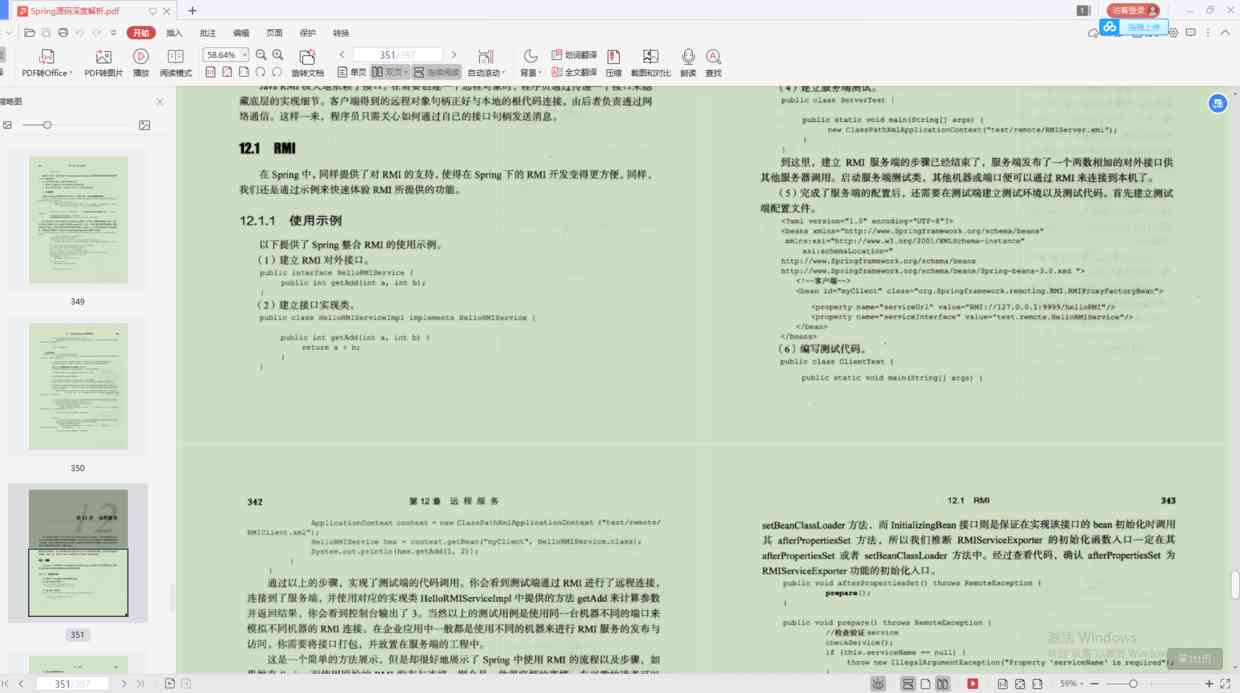 Spring源码深度解析.pdf
1
访客登录
开始
插入
批注
编辑
页面
保护
转换
拖拽上传
PDF转Office
PDF转图片
播放
阅读模式
58.64%
旋转文档
351/387
单页
双页
连续阅读
自动滚动
背景
划词翻译
全文翻译
压缩
截图和对比
朗读
查找
缩略图
349
350
351
藏底层的实现细节。客户端得到的远程对象句柄正好与本地的根代码连接，由后者负责透过网
络通信。这样一来，程序员只需关心如何通过自己的接口句柄发送消息。
12.1 RMI
在 Spring 中，同样提供了对 RMI 的支持，使得在 Spring 下的 RMI 开发变得更方便，同样，
我们还是通过示例来快速体验 RMI 所提供的功能。
12.1.1 使用示例
以下提供了 Spring 整合 RMI 的使用示例。
（1）建立 RMI 对外接口。
public interface HelloRMIService {
public int getAdd(int a, int b);
}
（2）建立接口实现类。
public class HelloRMIServiceImpl implements HelloRMIService {
public int getAdd(int a, int b) {
return a + b;
}
}
（4）建立服务端测试。
public class ServerTest {
public static void main(String[] args) {
new ClassPathXmlApplicationContext("test/remote/RMIServer.xml");
}
}
到这里，建立 RMI 服务端的步骤已经结束了，服务端发布了一个两数相加的对外接口供
其他服务器调用。启动服务端测试类，其他机器或端口便可以通过 RMI 来连接到本机了。
（5）完成了服务端的配置后，还需要在测试端建立测试环境以及测试代码，首先建立测试
端配置文件。
<?xml version="1.0" encoding="UTF-8"?>
<beans xmlns="http://www.Springframework.org/schema/beans"
xmlns:xsi="http://www.w3.org/2001/XMLSchema-instance"
xsi:schemaLocation="
http://www.Springframework.org/schema/beans
http://www.Springframework.org/schema/beans/Spring-beans-3.0.xsd ">
<!--客户端-->
<bean id="myClient" class="org.Springframework.remoting.RMI.RMIProxyFactoryBean">
<property name="serviceUrl" value="RMI://127.0.0.1:9999/helloRMI"/>
<property name="serviceInterface" value="test.remote.HelloRMIService"/>
</bean>
</beans>
（6）编写测试代码。
public class ClientTest {
public static void main(String[] args) {
342 第 12 章 远 程 服 务
ApplicationContext context = new ClassPathXmlApplicationContext ("test/remote/
RMIClient.xml");
HelloRMIService hms = context.getBean("myClient", HelloRMIService.class);
System.out.println(hms.getAdd(1, 2));
}
}
通过以上的步骤，实现了测试端的代码调用。你会看到测试端通过 RMI 进行了远程连接，
连接到了服务端，并使用对应的实现类 HelloRMIServiceImpl 中提供的方法 getAdd 来计算参数
并返回结果，你会看到控制台输出了 3。当然以上的测试用例是使用同一台机器不同的端口来
模拟不同机器的 RMI 连接。在企业应用中一般都是使用不同的机器来进行 RMI 服务的发布与
访问，你需要将接口打包，并放置在服务端的工程中。
这是一个简单的方法展示，但是却很好地展示了 Spring 中使用 RMI 的流程以及步骤，如
12.1 RMI 343
setBeanClassLoader 方法，而 InitializingBean 接口则是保证在实现该接口的 bean 初始化时调用
其 afterPropertiesSet 方法，所以我们推断 RMIServiceExporter 的初始化函数入口一定在其
afterPropertiesSet 或者 setBeanClassLoader 方法中。经过查看代码，确认 afterPropertiesSet 为
RMIServiceExporter 功能的初始化入口。
public void afterPropertiesSet() throws RemoteException {
prepare();
}
public void prepare() throws RemoteException {
//检查验证 service
checkService();
if (this.serviceName == null) {
throw new IllegalArgumentException("Property 'serviceName' is required");
激活 Windows
第351页
351/387
59%